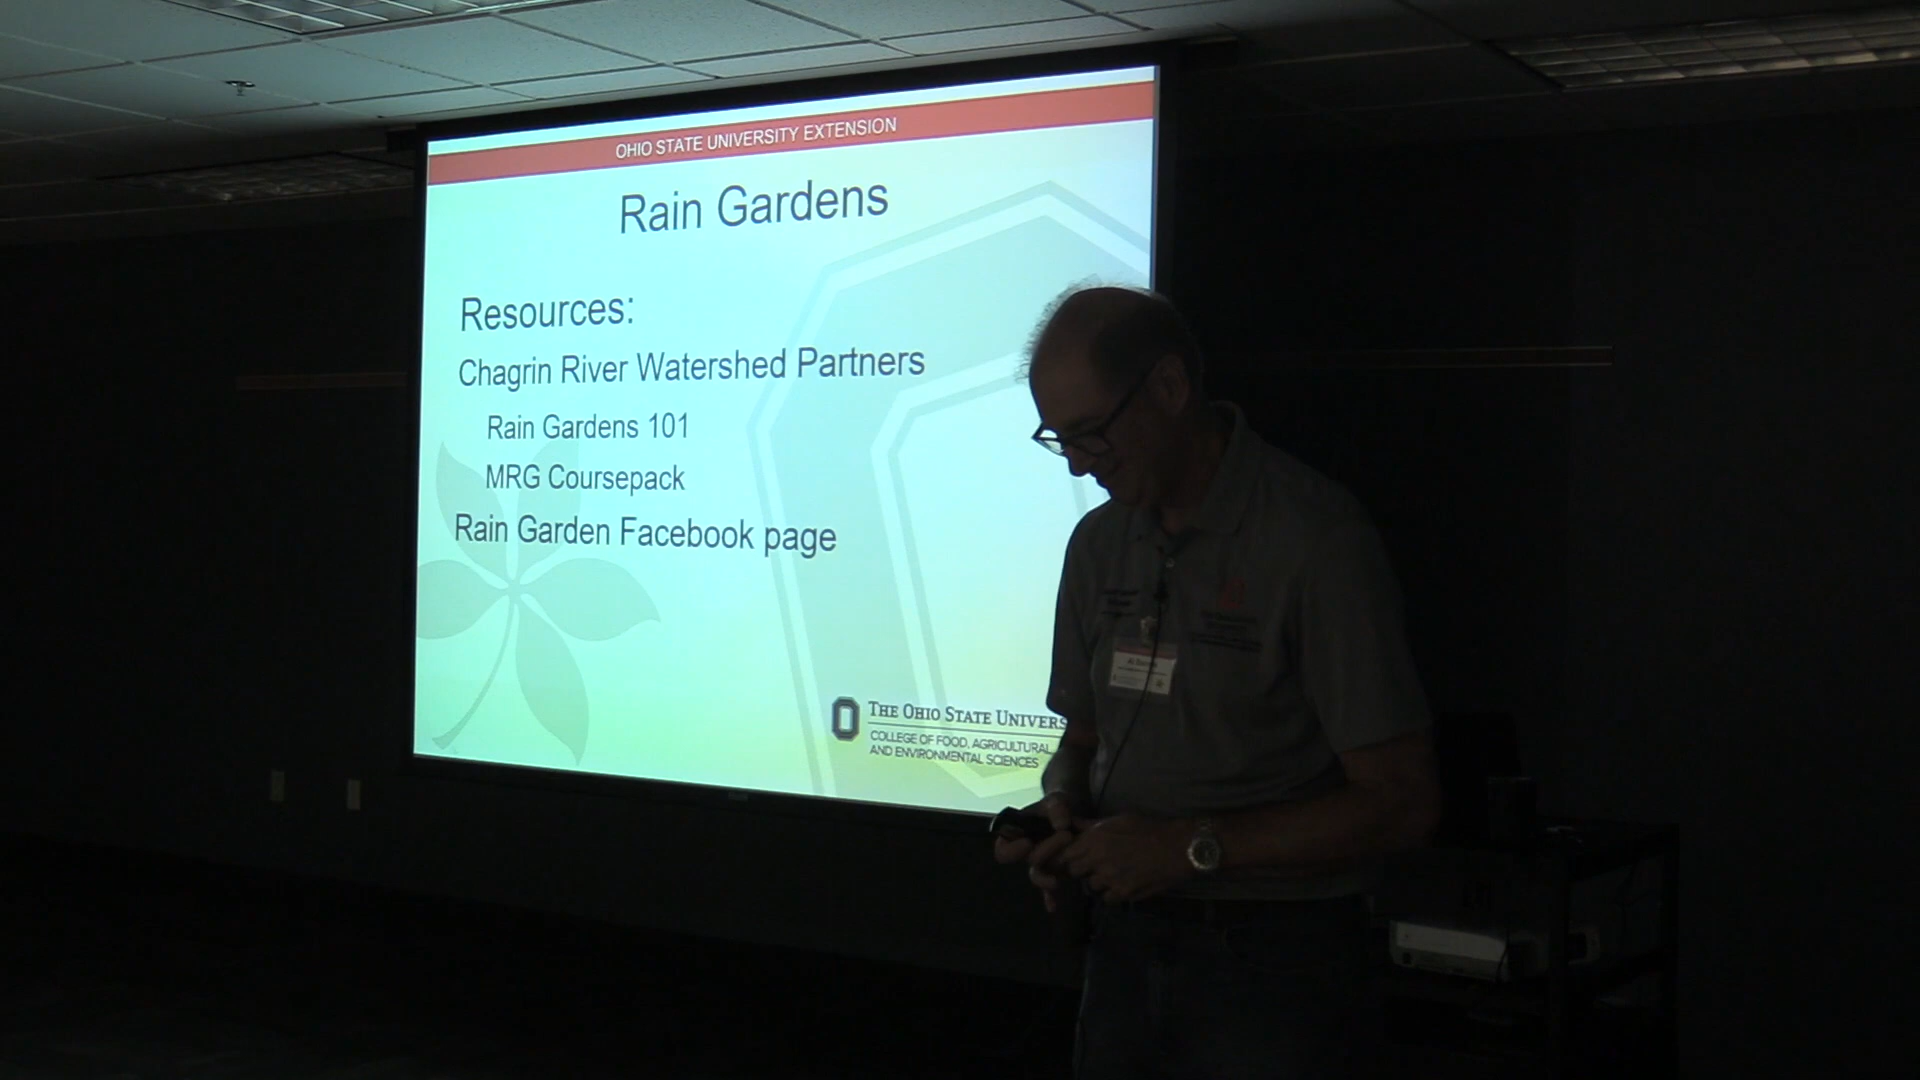 OHIO STATE UNIVERSITY EXTENSION
Rain Gardens
Resources:
Chagrin River Watershed Partners
Rain Gardens 101
MRG Coursepack
Rain Garden Facebook page
THE OHIO STATE UNIVERS
COLLEGE OF FOOD, AGRICULTURAL,
AND ENVIRONMENTAL SCIENCES